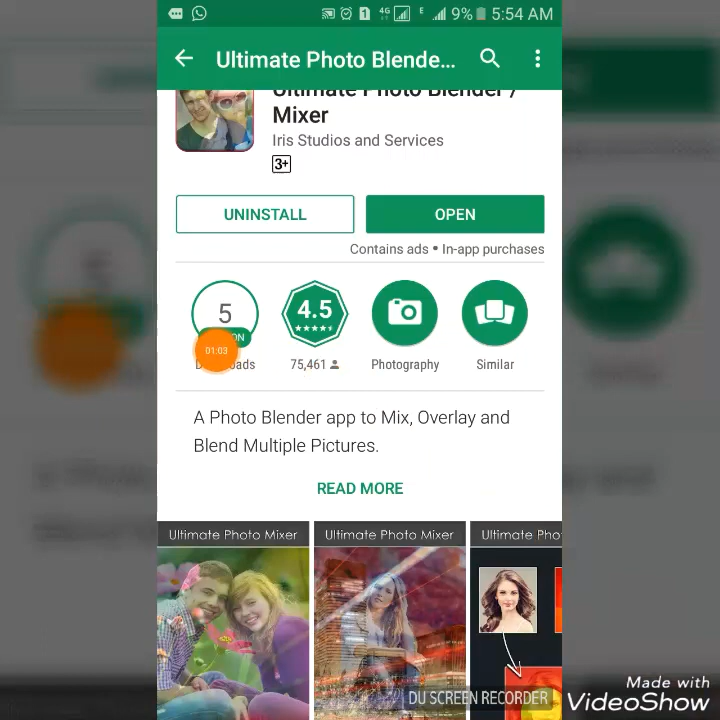 4G
1
E
9%
5:54 AM
Ultimate Photo Blende...
Ultimate Photo Blender /
Mixer
Iris Studios and Services
3+
UNINSTALL
OPEN
Contains ads • In-app purchases
5
4.5
01:03
75,461
Photography
Similar
A Photo Blender app to Mix, Overlay and
Blend Multiple Pictures.
READ MORE
Ultimate Photo Mixer
Ultimate Photo Mixer
Ultimate Pho
DU SCREEN RECORDER
Made with
VideoShow